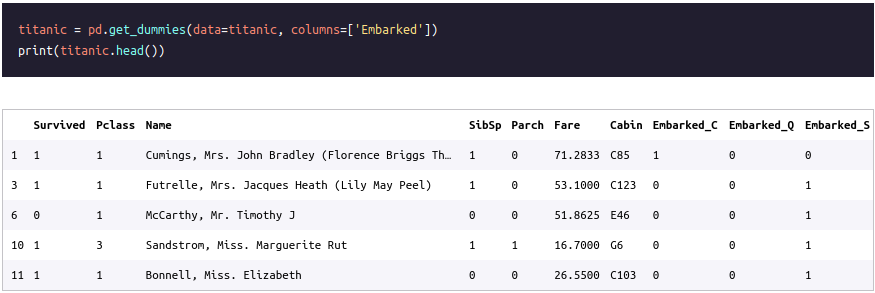 titanic = pd.get_dummies(data=titanic, columns=['Embarked'])
print(titanic.head())
Survived Pclass Name SibSp Parch Fare Cabin Embarked_C Embarked_Q Embarked_S
1 1 1 Cumings, Mrs. John Bradley (Florence Briggs Th… 1 0 71.2833 C85 1 0 0
3 1 1 Futrelle, Mrs. Jacques Heath (Lily May Peel) 1 0 53.1000 C123 0 0 1
6 0 1 McCarthy, Mr. Timothy J 0 0 51.8625 E46 0 0 1
10 1 3 Sandstrom, Miss. Marguerite Rut 1 1 16.7000 G6 0 0 1
11 1 1 Bonnell, Miss. Elizabeth 0 0 26.5500 C103 0 0 1